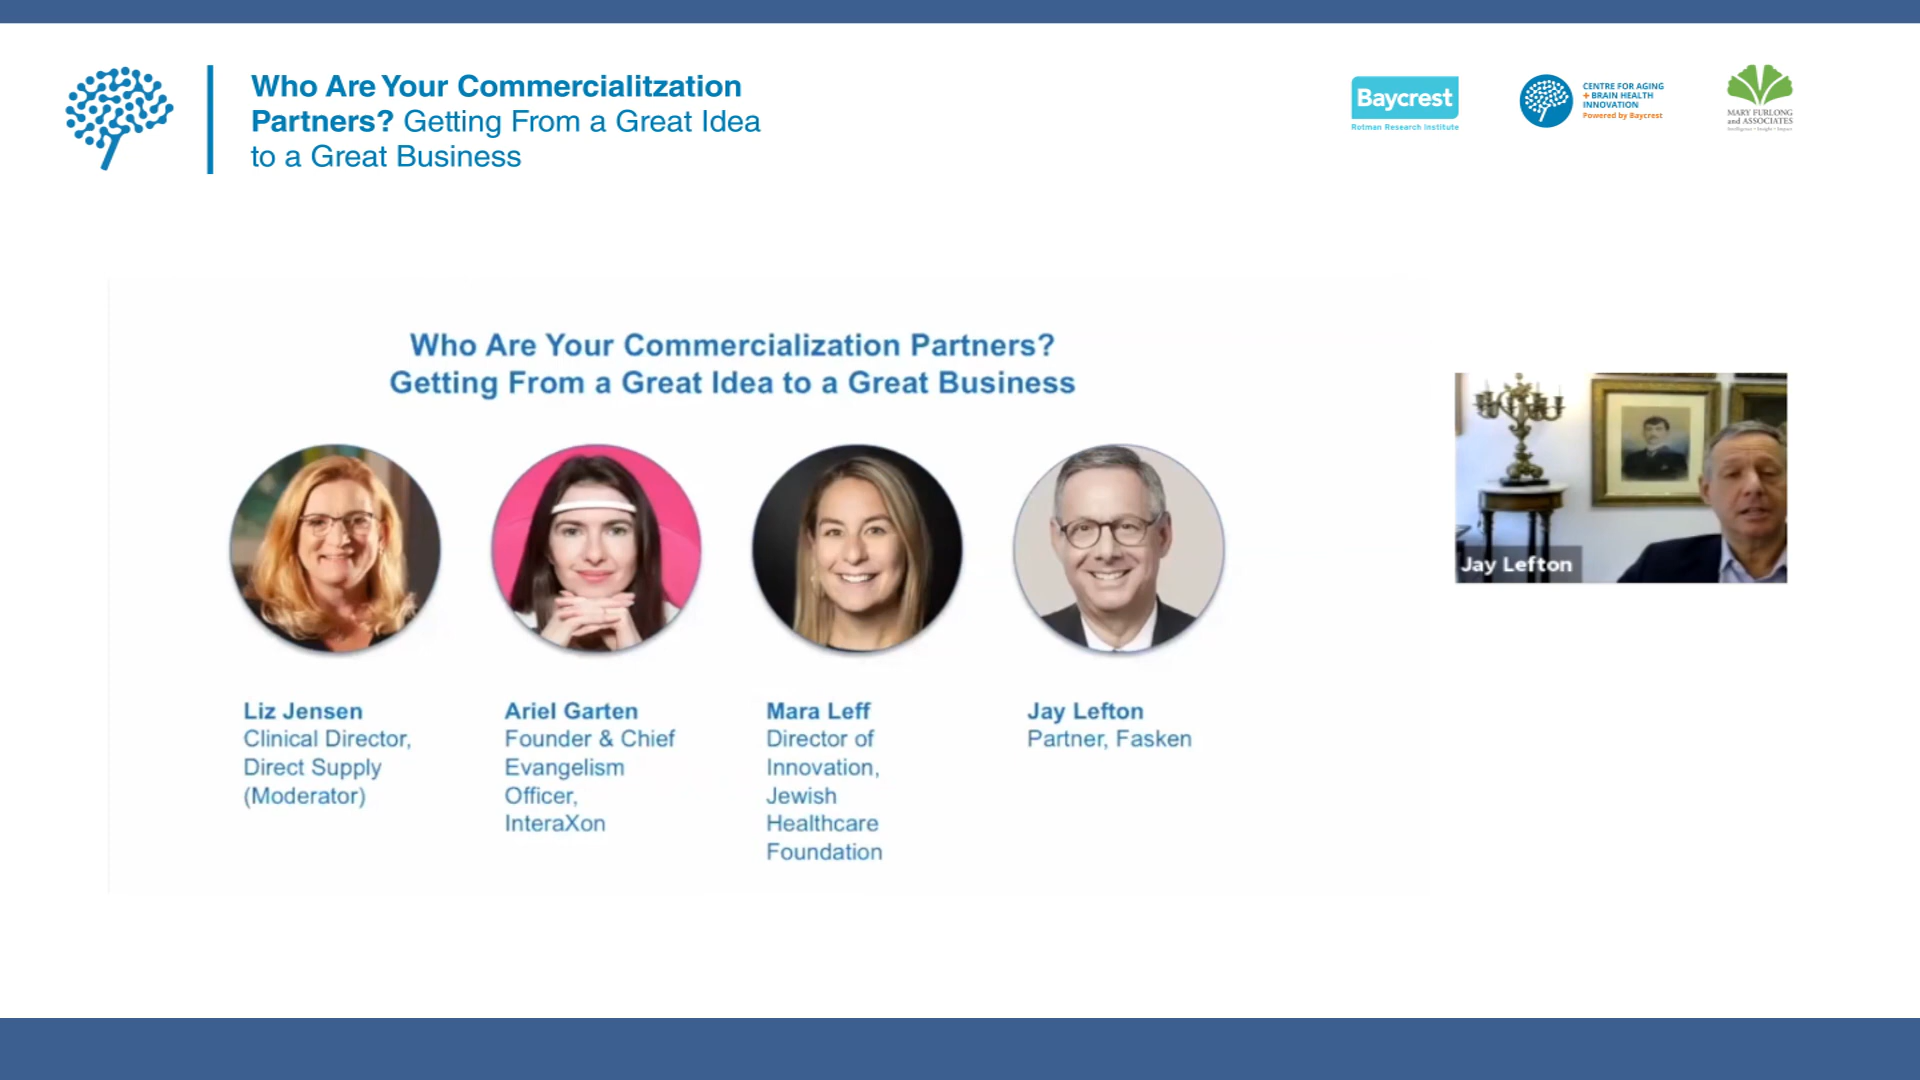 Who Are Your Commercialitzation
Partners? Getting From a Great Idea
to a Great Business
Baycrest
Rotman Research Institute
CENTRE FOR AGING
+ BRAIN HEALTH
INNOVATION
Powered by Baycrest
MARY FURLONG
and ASSOCIATES
Intelligence • Insight • Impact
Who Are Your Commercialization Partners?
Getting From a Great Idea to a Great Business
Jay Lefton
Liz Jensen
Clinical Director,
Direct Supply
(Moderator)
Ariel Garten
Founder & Chief
Evangelism
Officer,
InteraXon
Mara Leff
Director of
Innovation,
Jewish
Healthcare
Foundation
Jay Lefton
Partner, Fasken